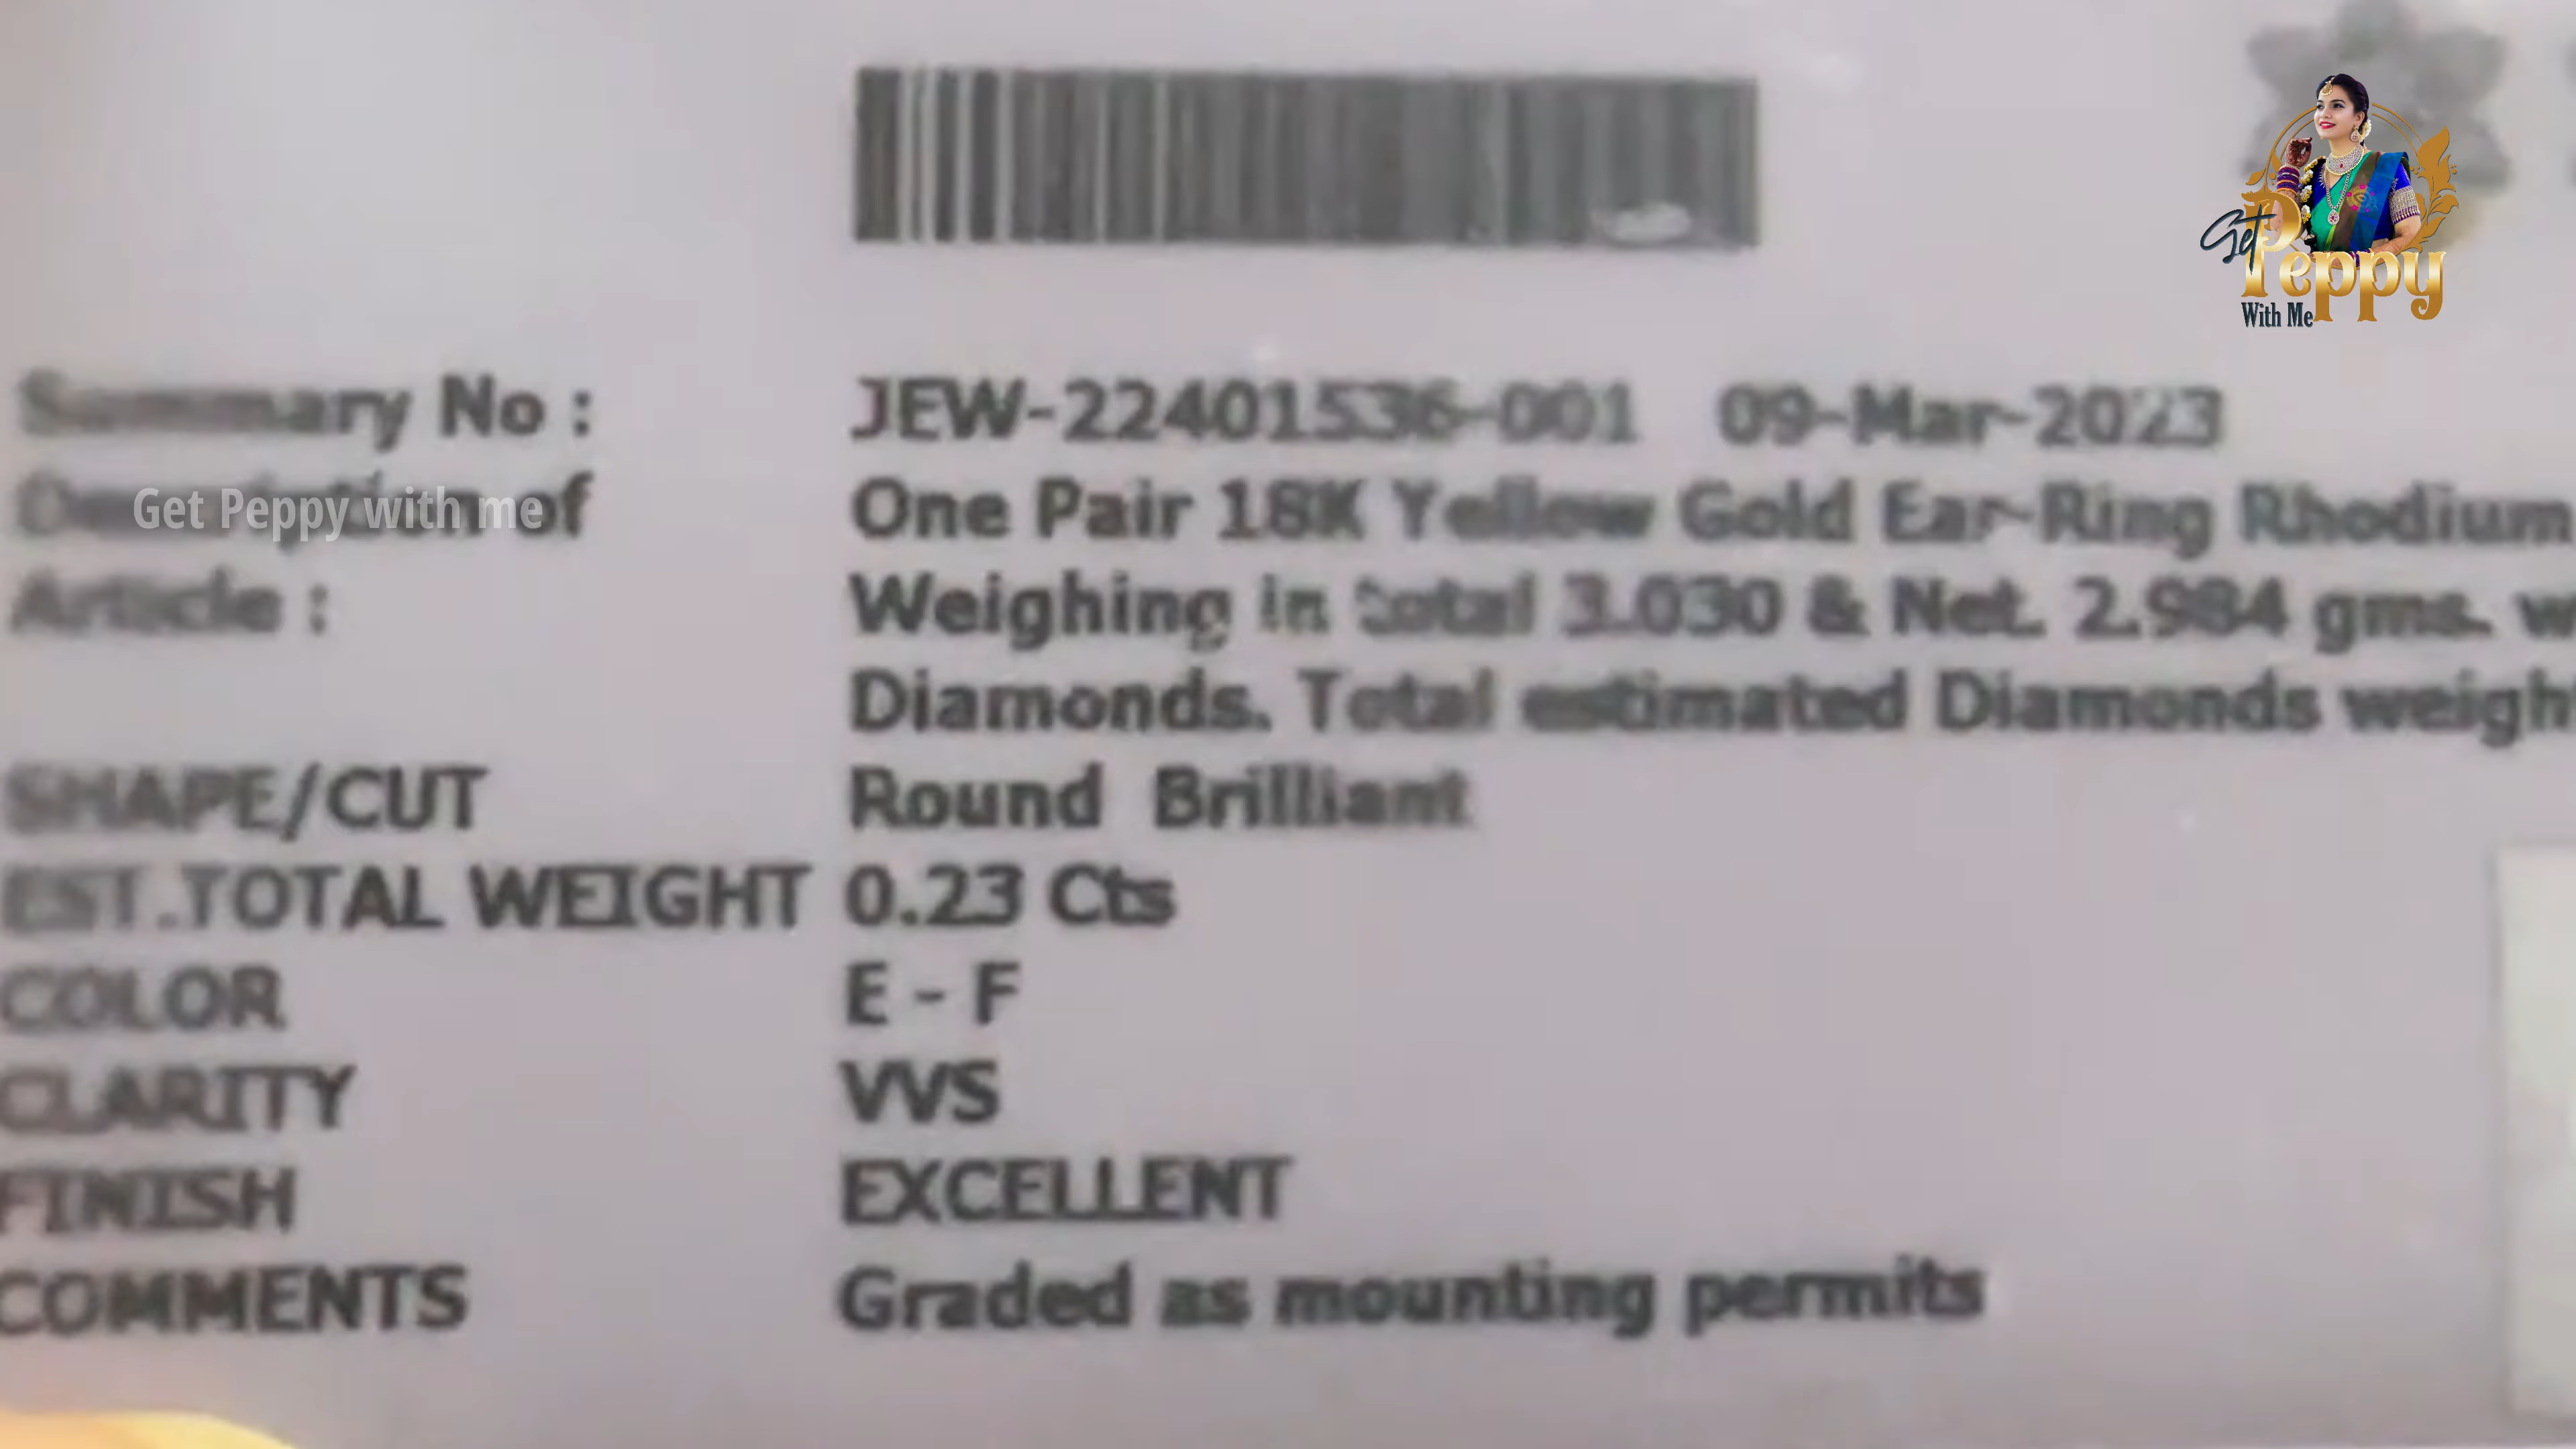 Get
Peppy
With Me
Summary No : JEW-22401536-001 09-Mar-2023
Description of One Pair 18K Yellow Gold Ear-Ring Rhodium
Get Peppy with me
Article : Weighing in total 3.030 & Net. 2.984 gms.
Diamonds. Total estimated Diamonds weigh
SHAPE/CUT Round Brilliant
EST.TOTAL WEIGHT 0.23 Cts
COLOR E - F
CLARITY VVS
FINISH EXCELLENT
COMMENTS Graded as mounting permits